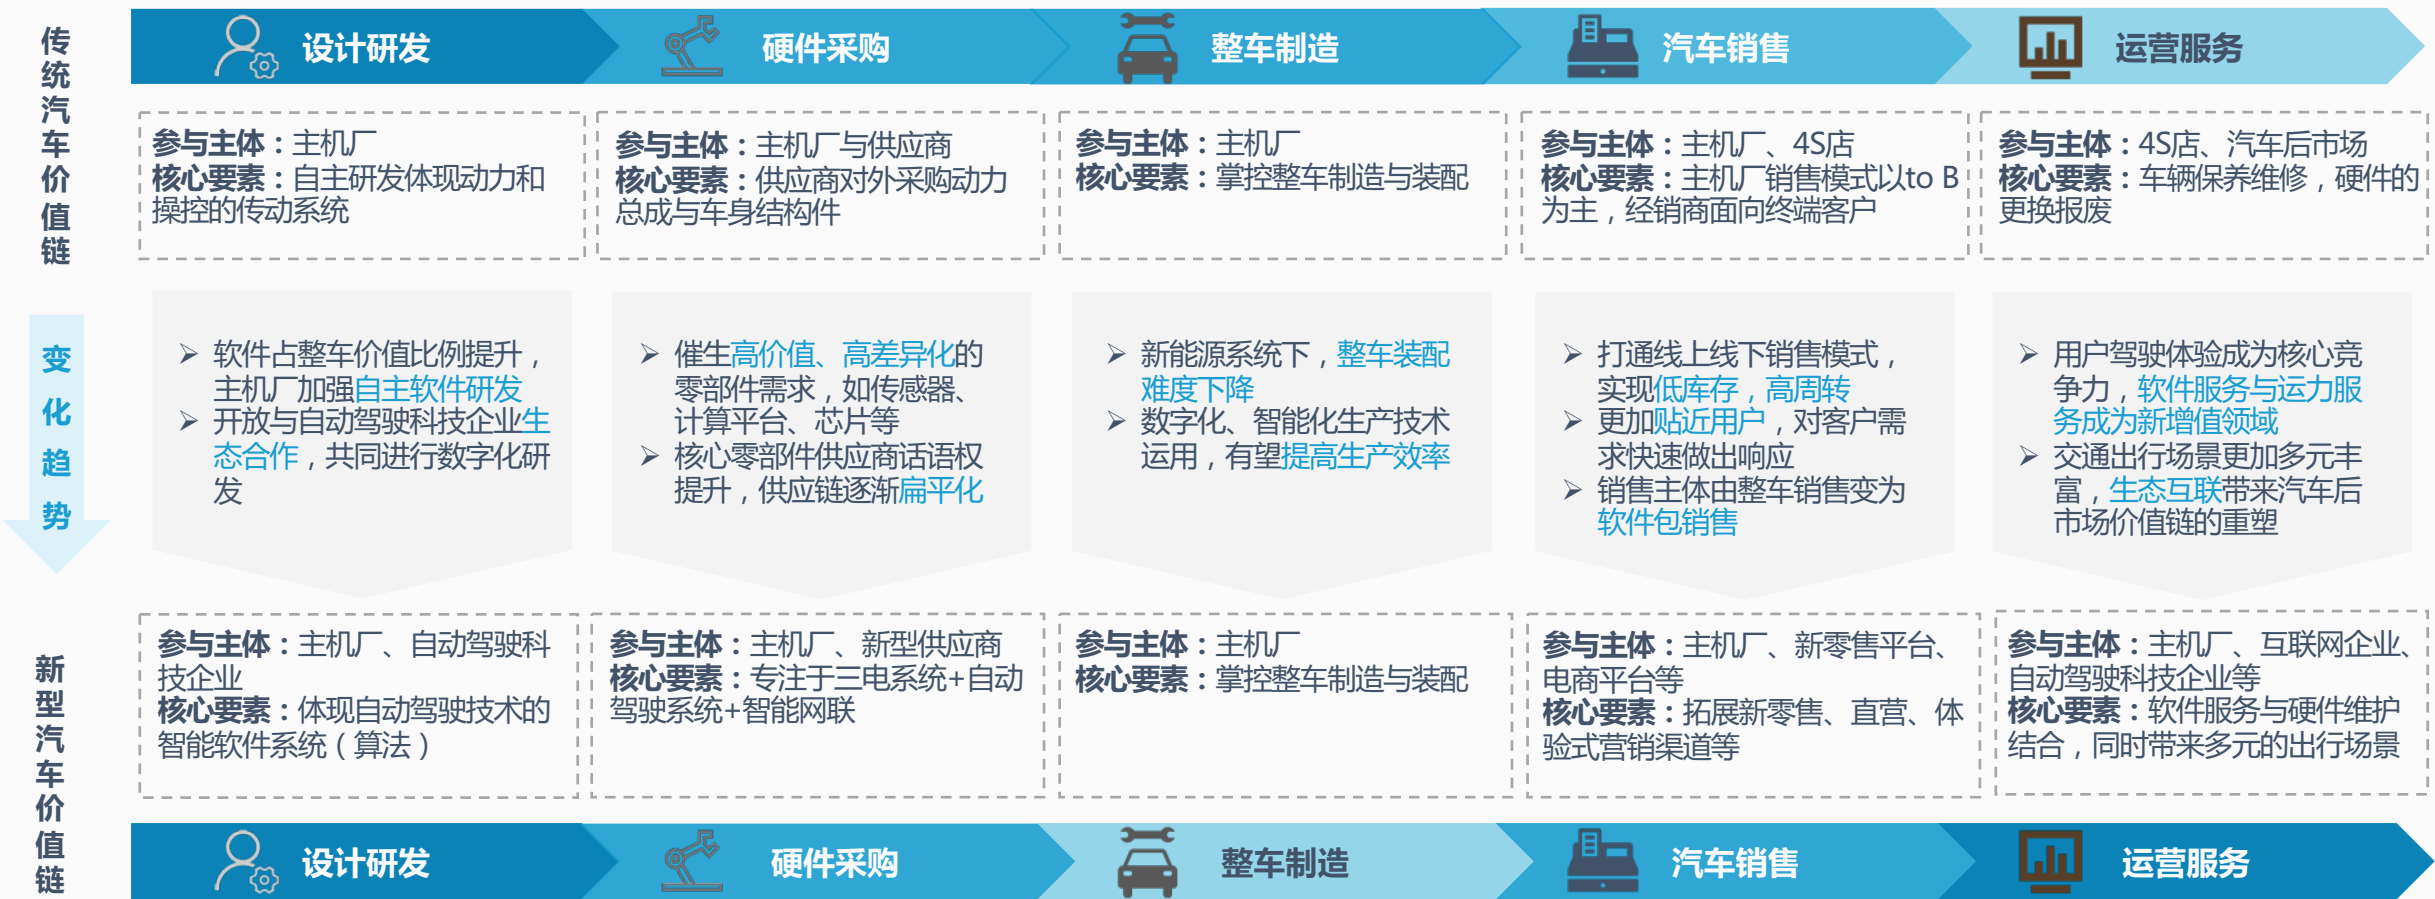 传统汽车价值链
设计研发
硬件采购
整车制造
汽车销售
运营服务
参与主体：主机厂
核心要素：自主研发体现动力和
操控的传动系统
参与主体：主机厂与供应商
核心要素：供应商对外采购动力
总成与车身结构件
参与主体：主机厂
核心要素：掌控整车制造与装配
参与主体：主机厂、4S店
核心要素：主机厂销售模式以to B
为主，经销商面向终端客户
参与主体：4S店、汽车后市场
核心要素：车辆保养维修，硬件的
更换报废
变化趋势
➢ 软件占整车价值比例提升，
主机厂加强自主软件研发
➢ 开放与自动驾驶科技企业生
态合作，共同进行数字化研
发
➢ 催生高价值、高差异化的
零部件需求，如传感器、
计算平台、芯片等
➢ 核心零部件供应商话语权
提升，供应链逐渐扁平化
➢ 新能源系统下，整车装配
难度下降
➢ 数字化、智能化生产技术
运用，有望提高生产效率
➢ 打通线上线下销售模式，
实现低库存，高周转
➢ 更加贴近用户，对客户需
求快速做出响应
➢ 销售主体由整车销售变为
软件包销售
➢ 用户驾驶体验成为核心竞
争力，软件服务与运力服
务成为新增值领域
➢ 交通出行场景更加多元丰
富，生态互联带来汽车后
市场价值链的重塑
新型汽车价值链
参与主体：主机厂、自动驾驶科
技企业
核心要素：体现自动驾驶技术的
智能软件系统（算法）
参与主体：主机厂、新型供应商
核心要素：专注于三电系统+自动
驾驶系统+智能网联
参与主体：主机厂
核心要素：掌控整车制造与装配
参与主体：主机厂、新零售平台、
电商平台等
核心要素：拓展新零售、直营、体
验式营销渠道等
参与主体：主机厂、互联网企业、
自动驾驶科技企业等
核心要素：软件服务与硬件维护
结合，同时带来多元的出行场景
设计研发
硬件采购
整车制造
汽车销售
运营服务